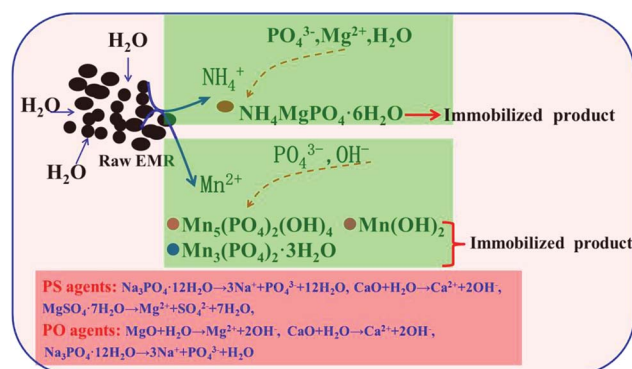 H₂O
PO₄³⁻,Mg²⁺,H₂O
NH₄⁺
H₂O
NH₄MgPO₄·6H₂O
Immobilized product
H₂O
Raw EMR
PO₄³⁻,OH⁻
Mn²⁺
Mn₅(PO₄)₂(OH)₄ Mn(OH)₂
Immobilized product
Mn₃(PO₄)₂·3H₂O
PS agents: Na₃PO₄·12H₂O→3Na⁺+PO₄³⁻+12H₂O, CaO+H₂O→Ca²⁺+2OH⁻,
MgSO₄·7H₂O→Mg²⁺+SO₄²⁻+7H₂O,
PO agents: MgO+H₂O→Mg²⁺+2OH⁻, CaO+H₂O→Ca²⁺+2OH⁻,
Na₃PO₄·12H₂O→3Na⁺+PO₄³⁻+H₂O